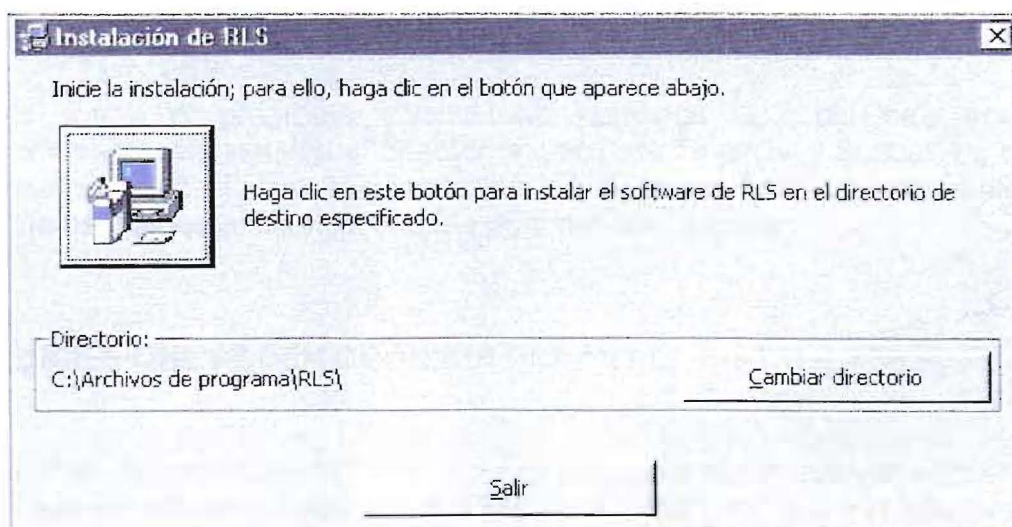 Instalación de RLS
Inicie la instalación; para ello, haga clic en el botón que aparece abajo.
Haga clic en este botón para instalar el software de RLS en el directorio de
destino especificado.
Directorio:
C:\Archivos de programa\RLS\
Cambiar directorio
Salir